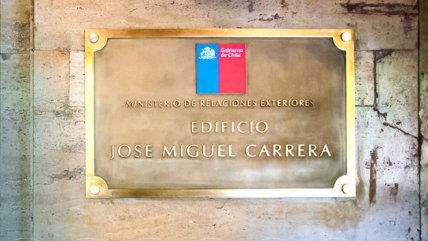 Gobierno
de Chile
MINISTERIO DE RELACIONES EXTERIORES
EDIFICIO
JOSE MIGUEL CARRERA